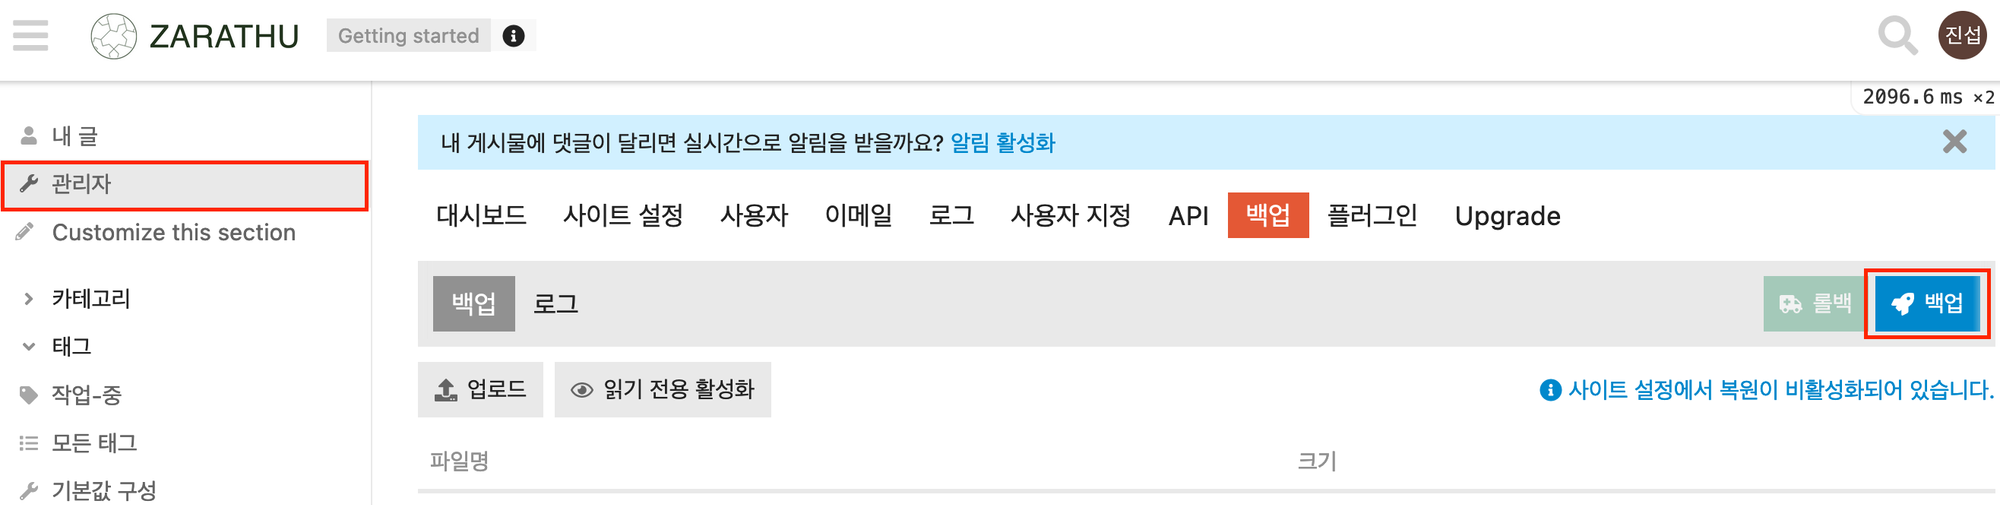 ZARATHU Getting started
진섭
2096.6 ms ×2
내 글
관리자
Customize this section
카테고리
태그
작업-중
모든 태그
기본값 구성
내 게시물에 댓글이 달리면 실시간으로 알림을 받을까요? 알림 활성화
대시보드 사이트 설정 사용자 이메일 로그 사용자 지정 API 백업 플러그인 Upgrade
백업 로그 롤백 백업
업로드 읽기 전용 활성화 사이트 설정에서 복원이 비활성화되어 있습니다.
파일명 크기